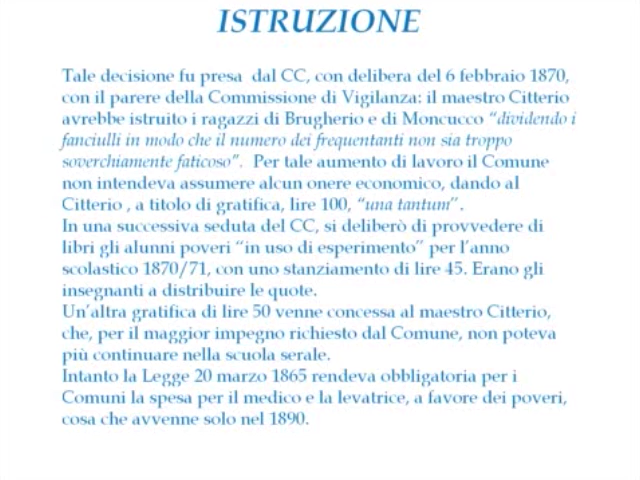 ISTRUZIONE
Tale decisione fu presa dal CC, con delibera del 6 febbraio 1870,
con il parere della Commissione di Vigilanza: il maestro Citterio
avrebbe istruito i ragazzi di Brugherio e di Moncucco “dividendo i
fanciulli in modo che il numero dei frequentanti non sia troppo
soverchiamente faticoso”. Per tale aumento di lavoro il Comune
non intendeva assumere alcun onere economico, dando al
Citterio , a titolo di gratifica, lire 100, “una tantum”.
In una successiva seduta del CC, si deliberò di provvedere di
libri gli alunni poveri “in uso di esperimento” per l’anno
scolastico 1870/71, con uno stanziamento di lire 45. Erano gli
insegnanti a distribuire le quote.
Un’altra gratifica di lire 50 venne concessa al maestro Citterio,
che, per il maggior impegno richiesto dal Comune, non poteva
più continuare nella scuola serale.
Intanto la Legge 20 marzo 1865 rendeva obbligatoria per i
Comuni la spesa per il medico e la levatrice, a favore dei poveri,
cosa che avvenne solo nel 1890.